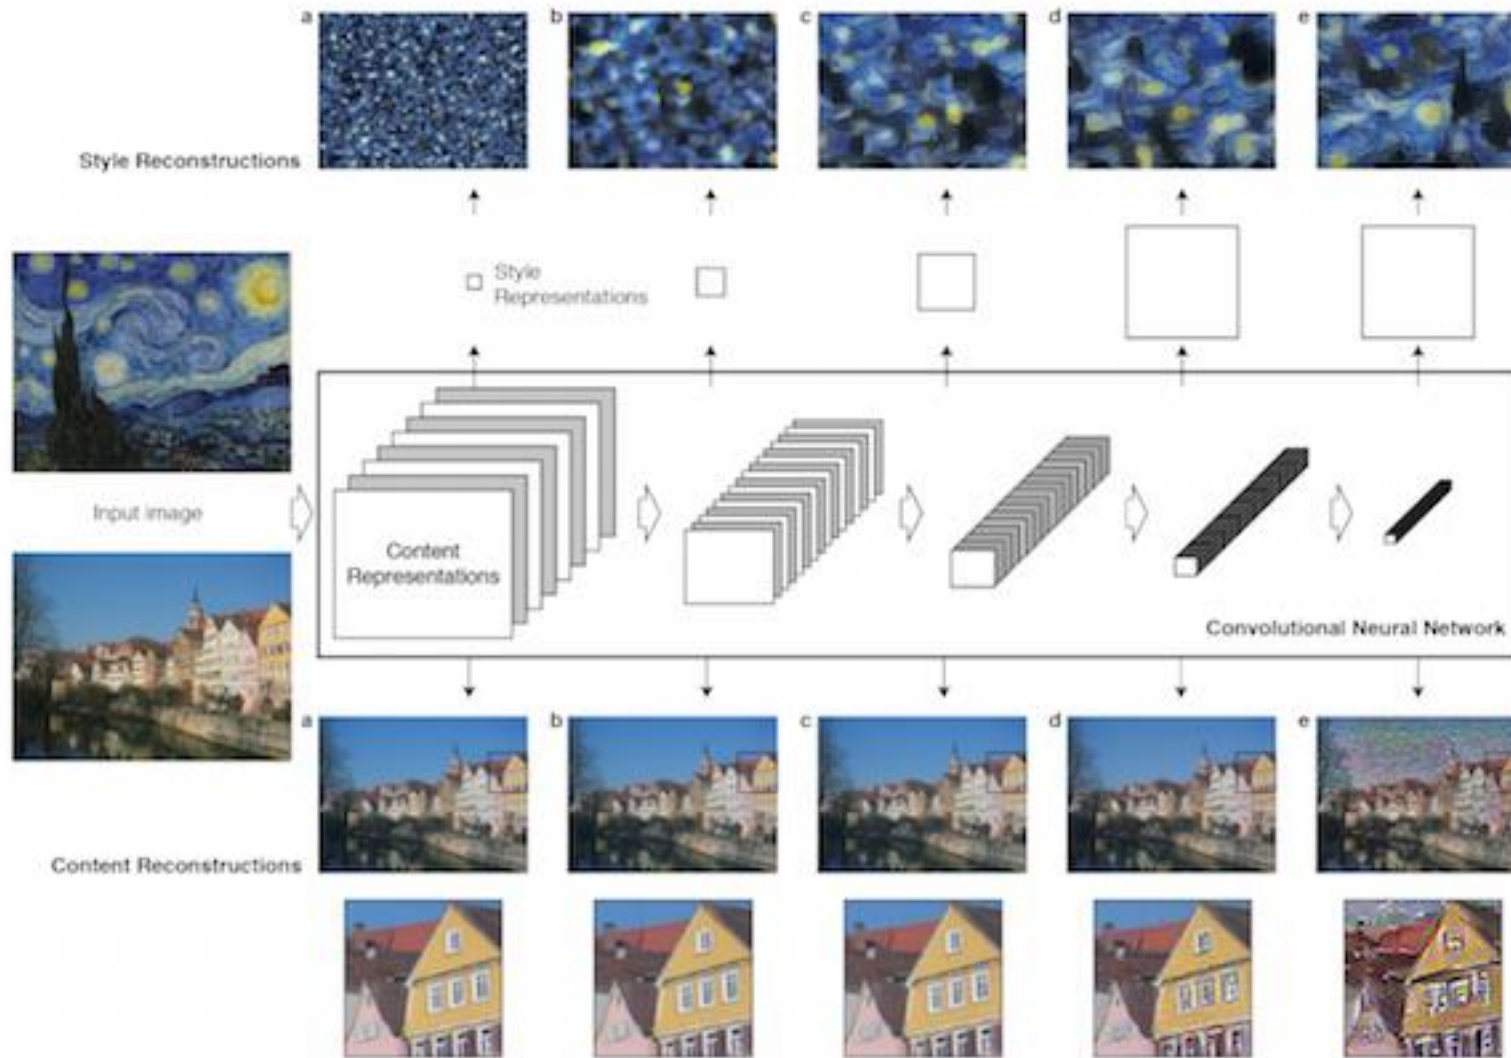 a
b
c
d
e
Style Reconstructions
Style
Representations
Input image
Content
Representations
Convolutional Neural Network
a
b
c
d
e
Content Reconstructions